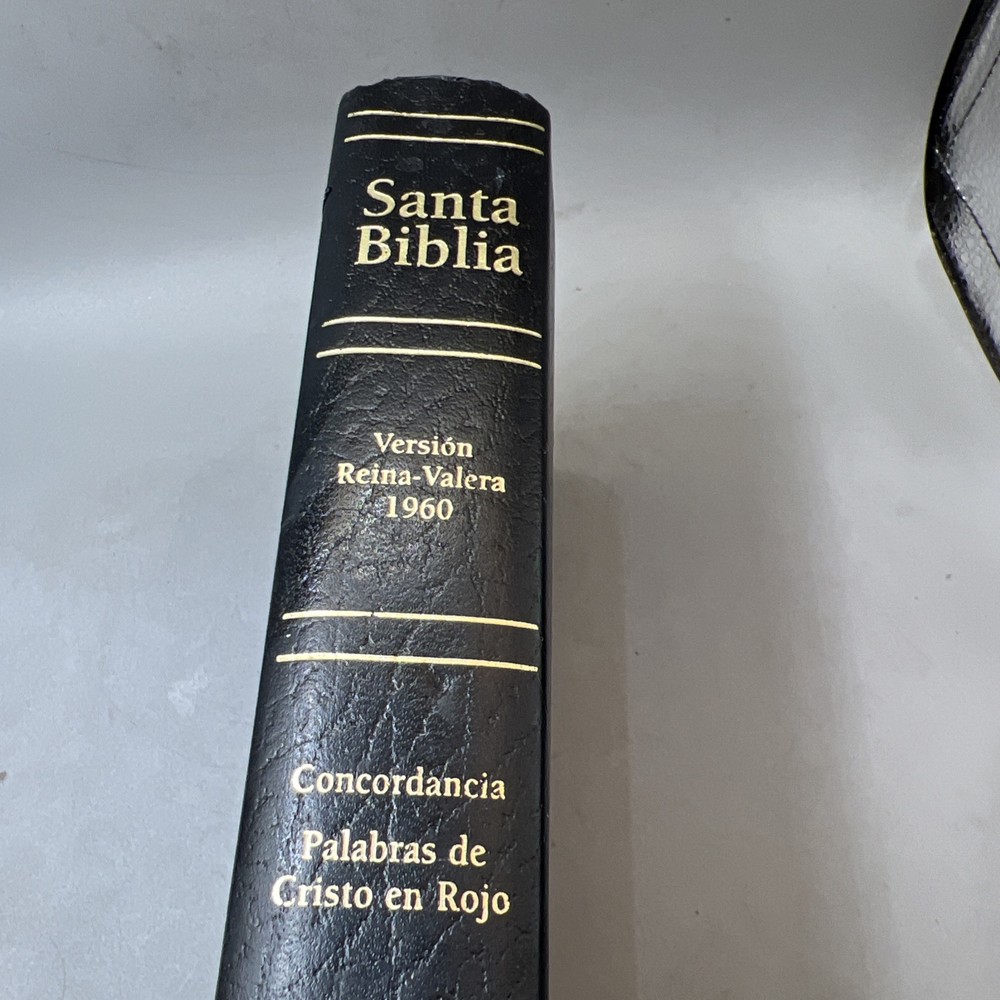 Santa
Biblia
Versión
Reina-Valera
1960
Concordancia
Palabras de
Cristo en Rojo